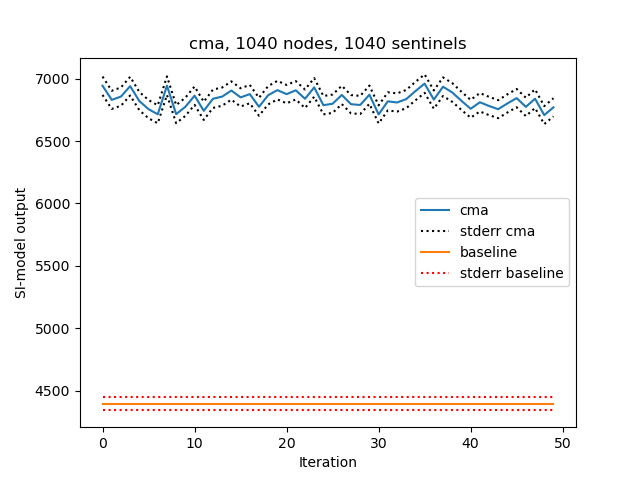 cma, 1040 nodes, 1040 sentinels
7000
6500
6000
5500
5000
4500
SI-model output
cma
stderr cma
baseline
stderr baseline
0
10
20
30
40
50
Iteration